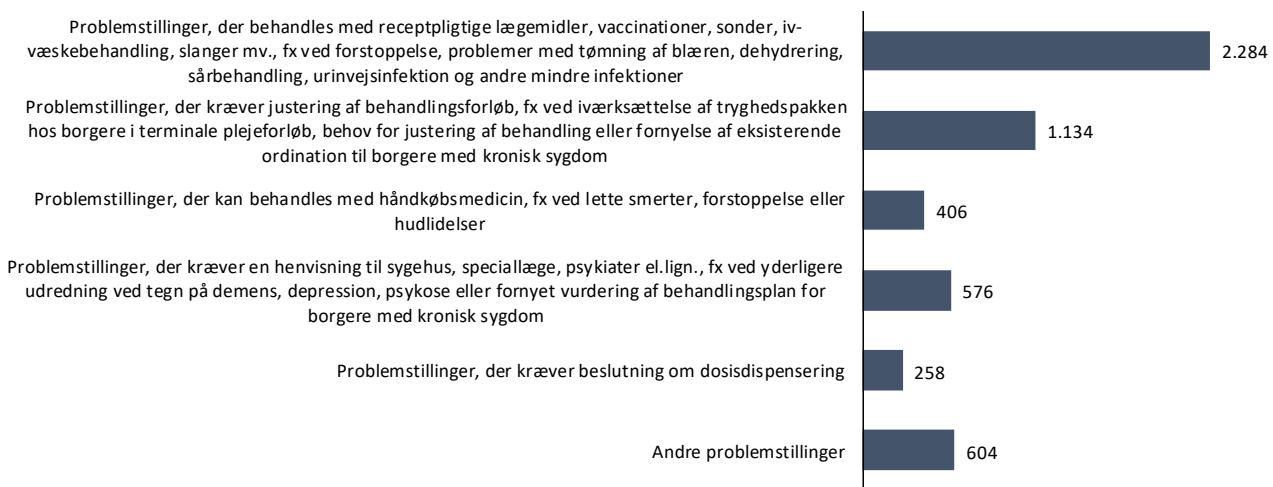 Problemstillinger, der behandles med receptpligtige lægemidler, vaccinationer, sonder, iv-
væskebehandling, slanger mv., fx ved forstoppelse, problemer med tømning af blæren, dehydrering,
sårbehandling, urinvejsinfektion og andre mindre infektioner
2.284
Problemstillinger, der kræver justering af behandlingsforløb, fx ved iværksættelse af tryghedspakken
hos borgere i terminale plejeforløb, behov for justering af behandling eller fornyelse af eksisterende
ordination til borgere med kronisk sygdom
1.134
Problemstillinger, der kan behandles med håndkøbsmedicin, fx ved lette smerter, forstoppelse eller
hudlidelser
406
Problemstillinger, der kræver en henvisning til sygehus, speciallæge, psykiater el.lign., fx ved yderligere
udredning ved tegn på demens, depression, psykose eller fornyet vurdering af behandlingsplan for
borgere med kronisk sygdom
576
Problemstillinger, der kræver beslutning om dosisdispensering
258
Andre problemstillinger
604